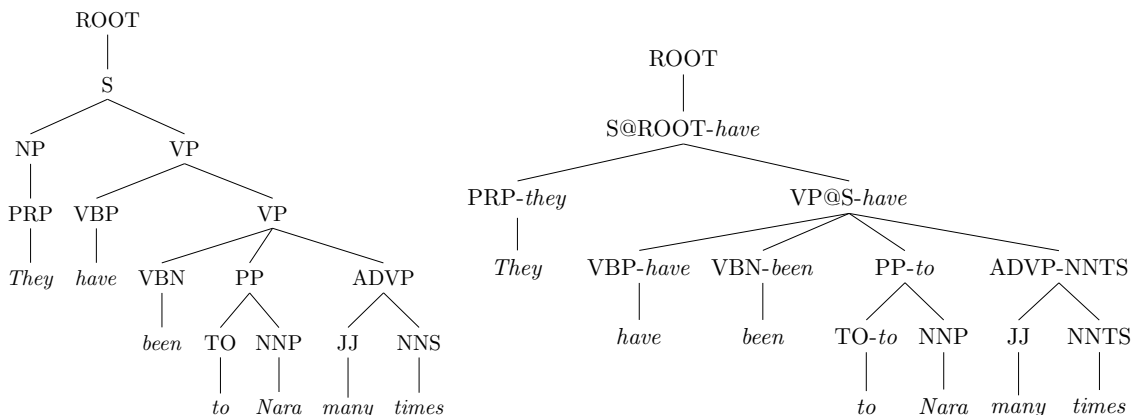 ROOT
S
NP VP
PRP VBP VP
They have VBN PP ADVP
been TO NNP JJ NNS
to Nara many times
ROOT
S@ROOT-have
PRP-they VP@S-have
They VBP-have VBN-been PP-to ADVP-NNTS
have been TO-to NNP JJ NNTS
to Nara many times